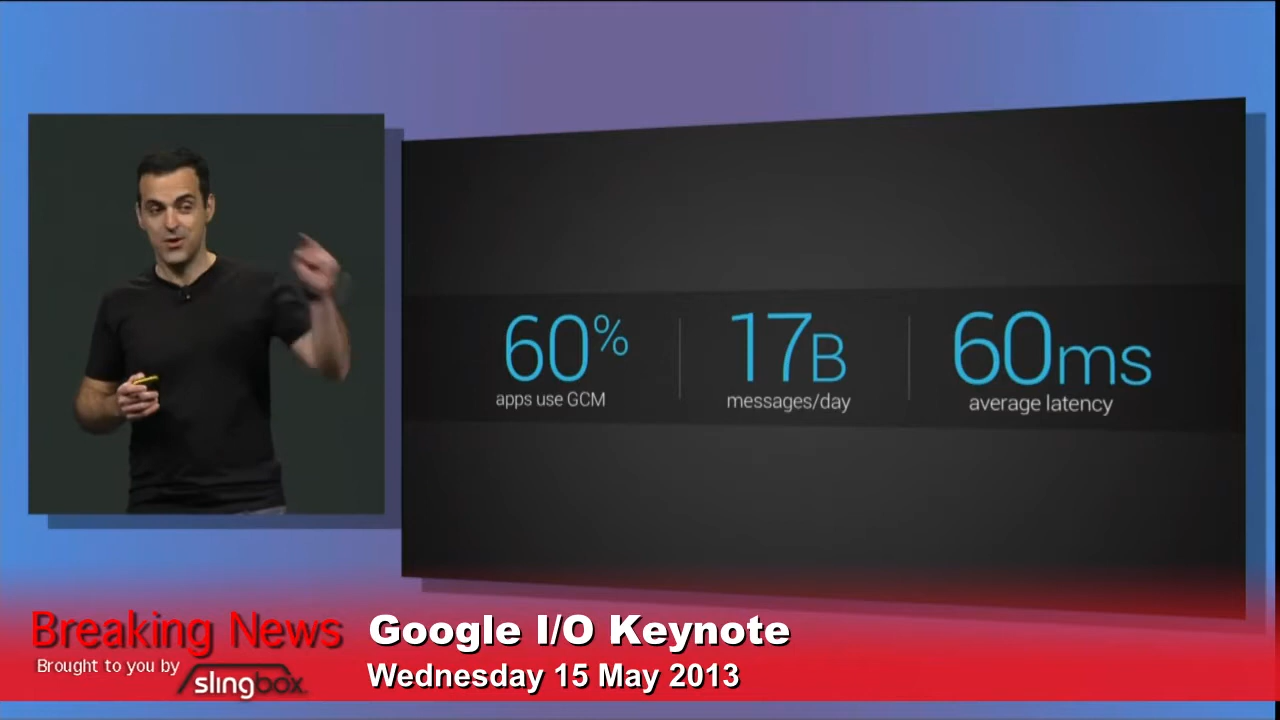 60% 17B 60ms
apps use GCM messages/day average latency
Breaking News Google I/O Keynote
Brought to you by slingbox Wednesday 15 May 2013